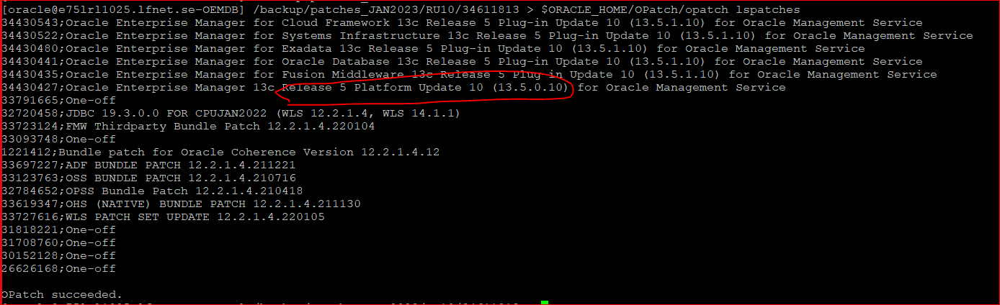 [oracle@e75lrl1025.lfnet.se-OEMDB] /backup/patches_JAN2023/RU10/34611813 > $ORACLE_HOME/OPatch/opatch lspatches
34430543;Oracle Enterprise Manager for Cloud Framework 13c Release 5 Plug-in Update 10 (13.5.1.10) for Oracle Management Service
34430522;Oracle Enterprise Manager for Systems Infrastructure 13c Release 5 Plug-in Update 10 (13.5.1.10) for Oracle Management Service
34430480;Oracle Enterprise Manager for Exadata 13c Release 5 Plug-in Update 10 (13.5.1.10) for Oracle Management Service
34430441;Oracle Enterprise Manager for Oracle Database 13c Release 5 Plug-in Update 10 (13.5.1.10) for Oracle Management Service
34430435;Oracle Enterprise Manager for Fusion Middleware 13c Release 5 Plug-in Update 10 (13.5.1.10) for Oracle Management Service
34430427;Oracle Enterprise Manager 13c Release 5 Platform Update 10 (13.5.0.10) for Oracle Management Service
33791665;One-off
32720458;JDBC 19.3.0.0 FOR CPUJAN2022 (WLS 12.2.1.4, WLS 14.1.1)
33723124;FMW Thirdparty Bundle Patch 12.2.1.4.220104
33093748;One-off
1221412;Bundle patch for Oracle Coherence Version 12.2.1.4.12
33697227;ADF BUNDLE PATCH 12.2.1.4.211221
33123763;OSS BUNDLE PATCH 12.2.1.4.210716
32784652;OPSS Bundle Patch 12.2.1.4.210418
33619347;OHS (NATIVE) BUNDLE PATCH 12.2.1.4.211130
33727616;WLS PATCH SET UPDATE 12.2.1.4.220105
31818221;One-off
31708760;One-off
30152128;One-off
26626168;One-off
OPatch succeeded.